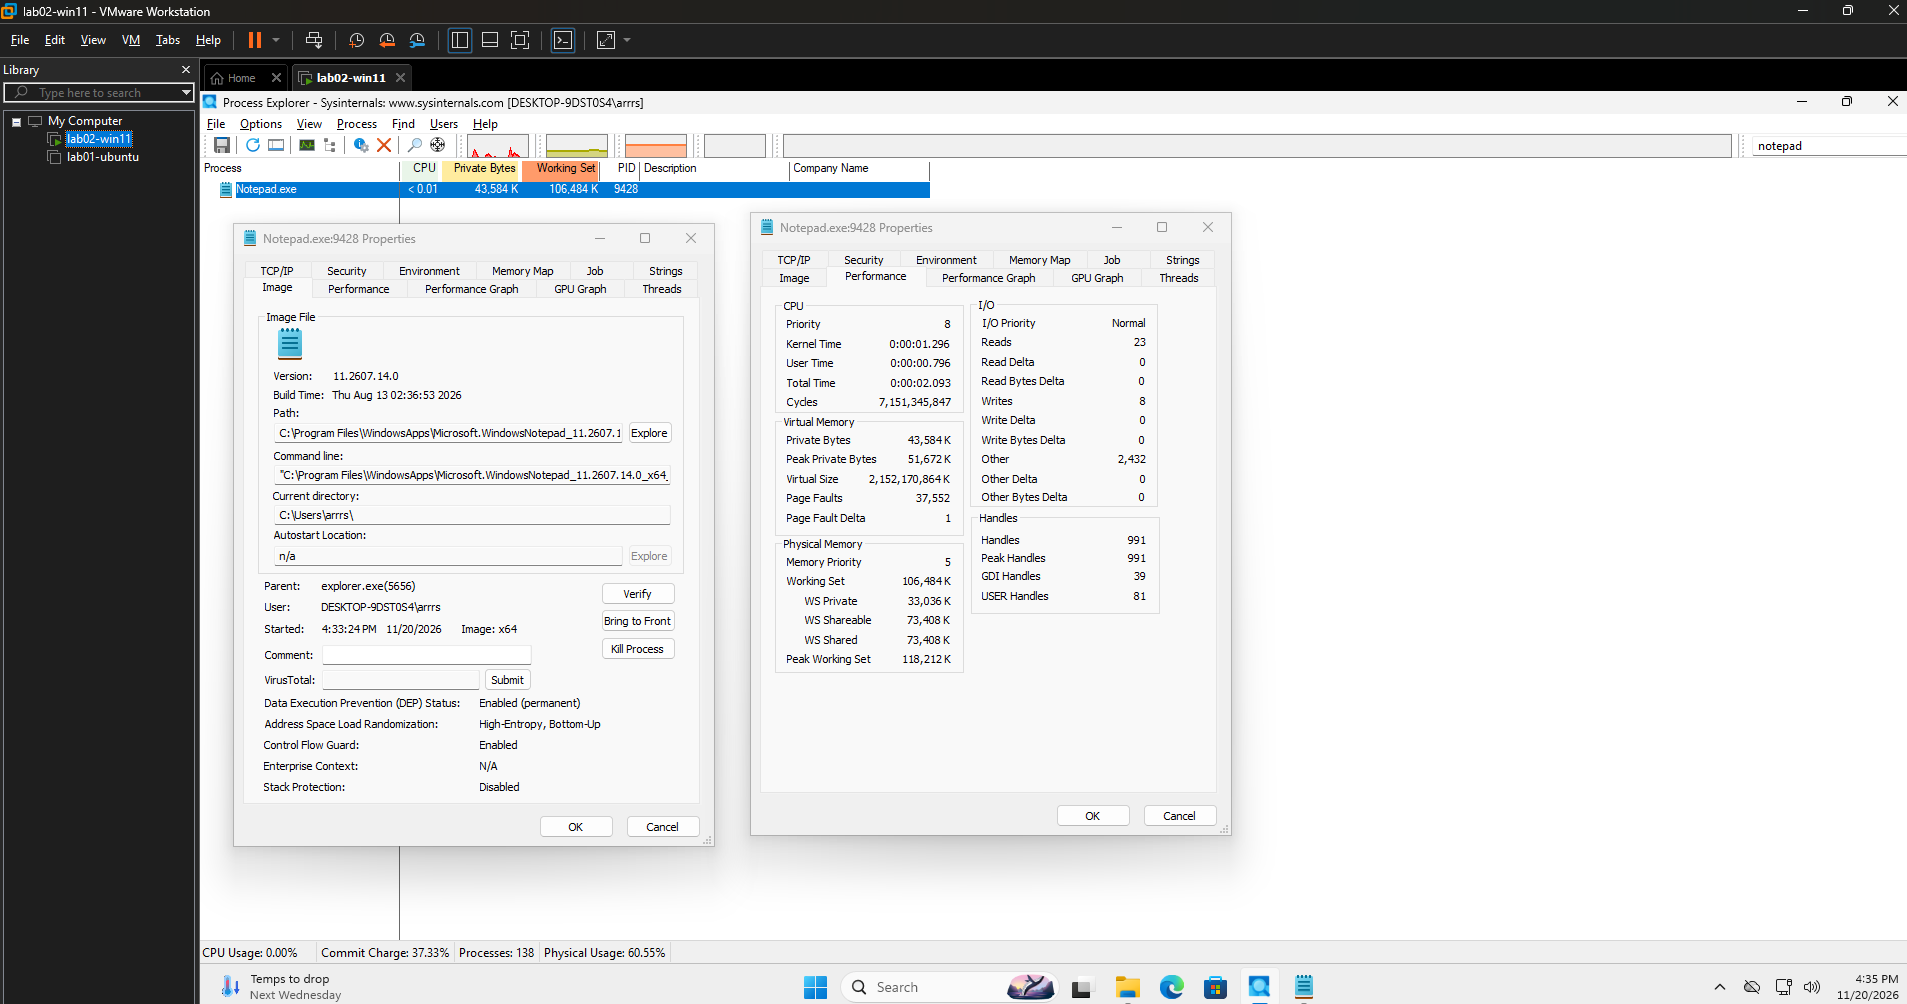 lab02-win11 - VMware Workstation
File Edit View VM Tabs Help
Library
Type here to search
My Computer
lab02-win11
lab01-ubuntu
Home
lab02-win11
Process Explorer - Sysinternals: www.sysinternals.com [DESKTOP-9DST0S4\arrrs]
File Options View Process Find Users Help
notepad
Process CPU Private Bytes Working Set PID Description Company Name
Notepad.exe < 0.01 43,584 K 106,484 K 9428
Notepad.exe:9428 Properties
TCP/IP Security Environment Memory Map Job Strings
Image Performance Performance Graph GPU Graph Threads
Image File
Version: 11.2607.14.0
Build Time: Thu Aug 13 02:36:53 2026
Path:
C:\Program Files\WindowsApps\Microsoft.WindowsNotepad_11.2607.1 Explore
Command line:
"C:\Program Files\WindowsApps\Microsoft.WindowsNotepad_11.2607.14.0_x64_
Current directory:
C:\Users\arrrs\
Autostart Location:
n/a Explore
Parent: explorer.exe(5656)
Verify
User: DESKTOP-9DST0S4\arrrs
Bring to Front
Started: 4:33:24 PM 11/20/2026 Image: x64
Kill Process
Comment:
VirusTotal: Submit
Data Execution Prevention (DEP) Status: Enabled (permanent)
Address Space Load Randomization: High-Entropy, Bottom-Up
Control Flow Guard: Enabled
Enterprise Context: N/A
Stack Protection: Disabled
OK Cancel
Notepad.exe:9428 Properties
TCP/IP Security Environment Memory Map Job Strings
Image Performance Performance Graph GPU Graph Threads
CPU
Priority 8
Kernel Time 0:00:01.296
User Time 0:00:00.796
Total Time 0:00:02.093
Cycles 7,151,345,847
Virtual Memory
Private Bytes 43,584 K
Peak Private Bytes 51,672 K
Virtual Size 2,152,170,864 K
Page Faults 37,552
Page Fault Delta 1
Physical Memory
Memory Priority 5
Working Set 106,484 K
WS Private 33,036 K
WS Shareable 73,408 K
WS Shared 73,408 K
Peak Working Set 118,212 K
I/O
I/O Priority Normal
Reads 23
Read Delta 0
Read Bytes Delta 0
Writes 8
Write Delta 0
Write Bytes Delta 0
Other 2,432
Other Delta 0
Other Bytes Delta 0
Handles
Handles 991
Peak Handles 991
GDI Handles 39
USER Handles 81
OK Cancel
CPU Usage: 0.00% Commit Charge: 37.33% Processes: 138 Physical Usage: 60.55%
Temps to drop
Next Wednesday
Search
4:35 PM
11/20/2026